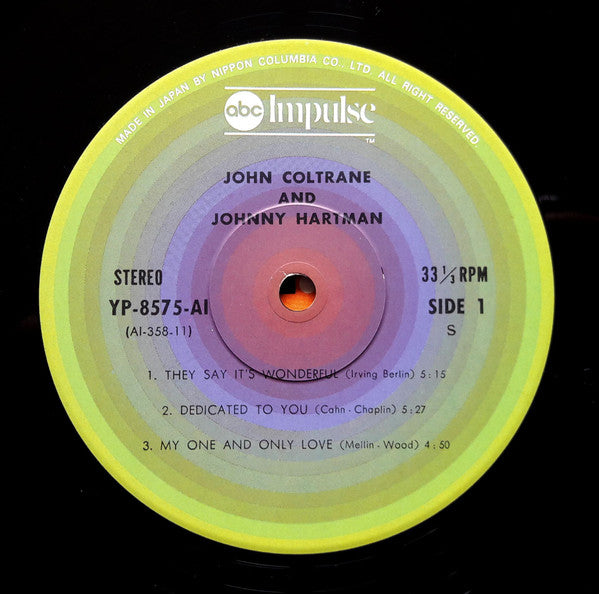 MADE IN JAPAN BY NIPPON COLUMBIA CO., LTD. ALL RIGHT RESERVED
abc Impulse
TM
JOHN COLTRANE
AND
JOHNNY HARTMAN
STEREO
33 1/3 RPM
YP-8575-AI
SIDE 1
(AI-358-11)
S
1. THEY SAY IT'S WONDERFUL (Irving Berlin) 5:15
2. DEDICATED TO YOU (Cahn - Chaplin) 5:27
3. MY ONE AND ONLY LOVE (Mellin - Wood) 4:50